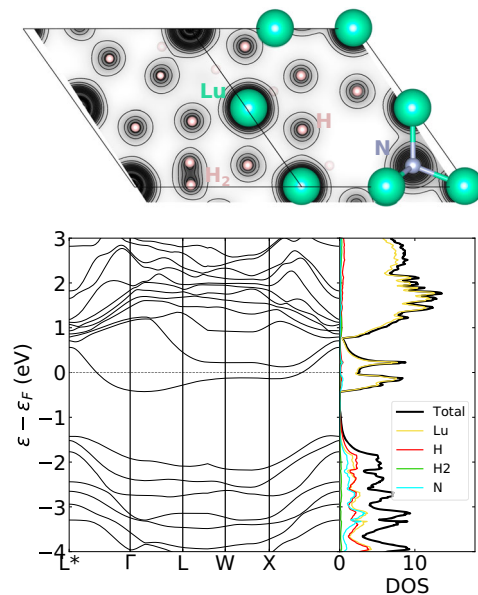 Lu
H
N
H₂
ε − εF (eV)
3
2
1
0
−1
−2
−3
−4
L* Γ L W X
0 10
DOS
Total
Lu
H
H2
N